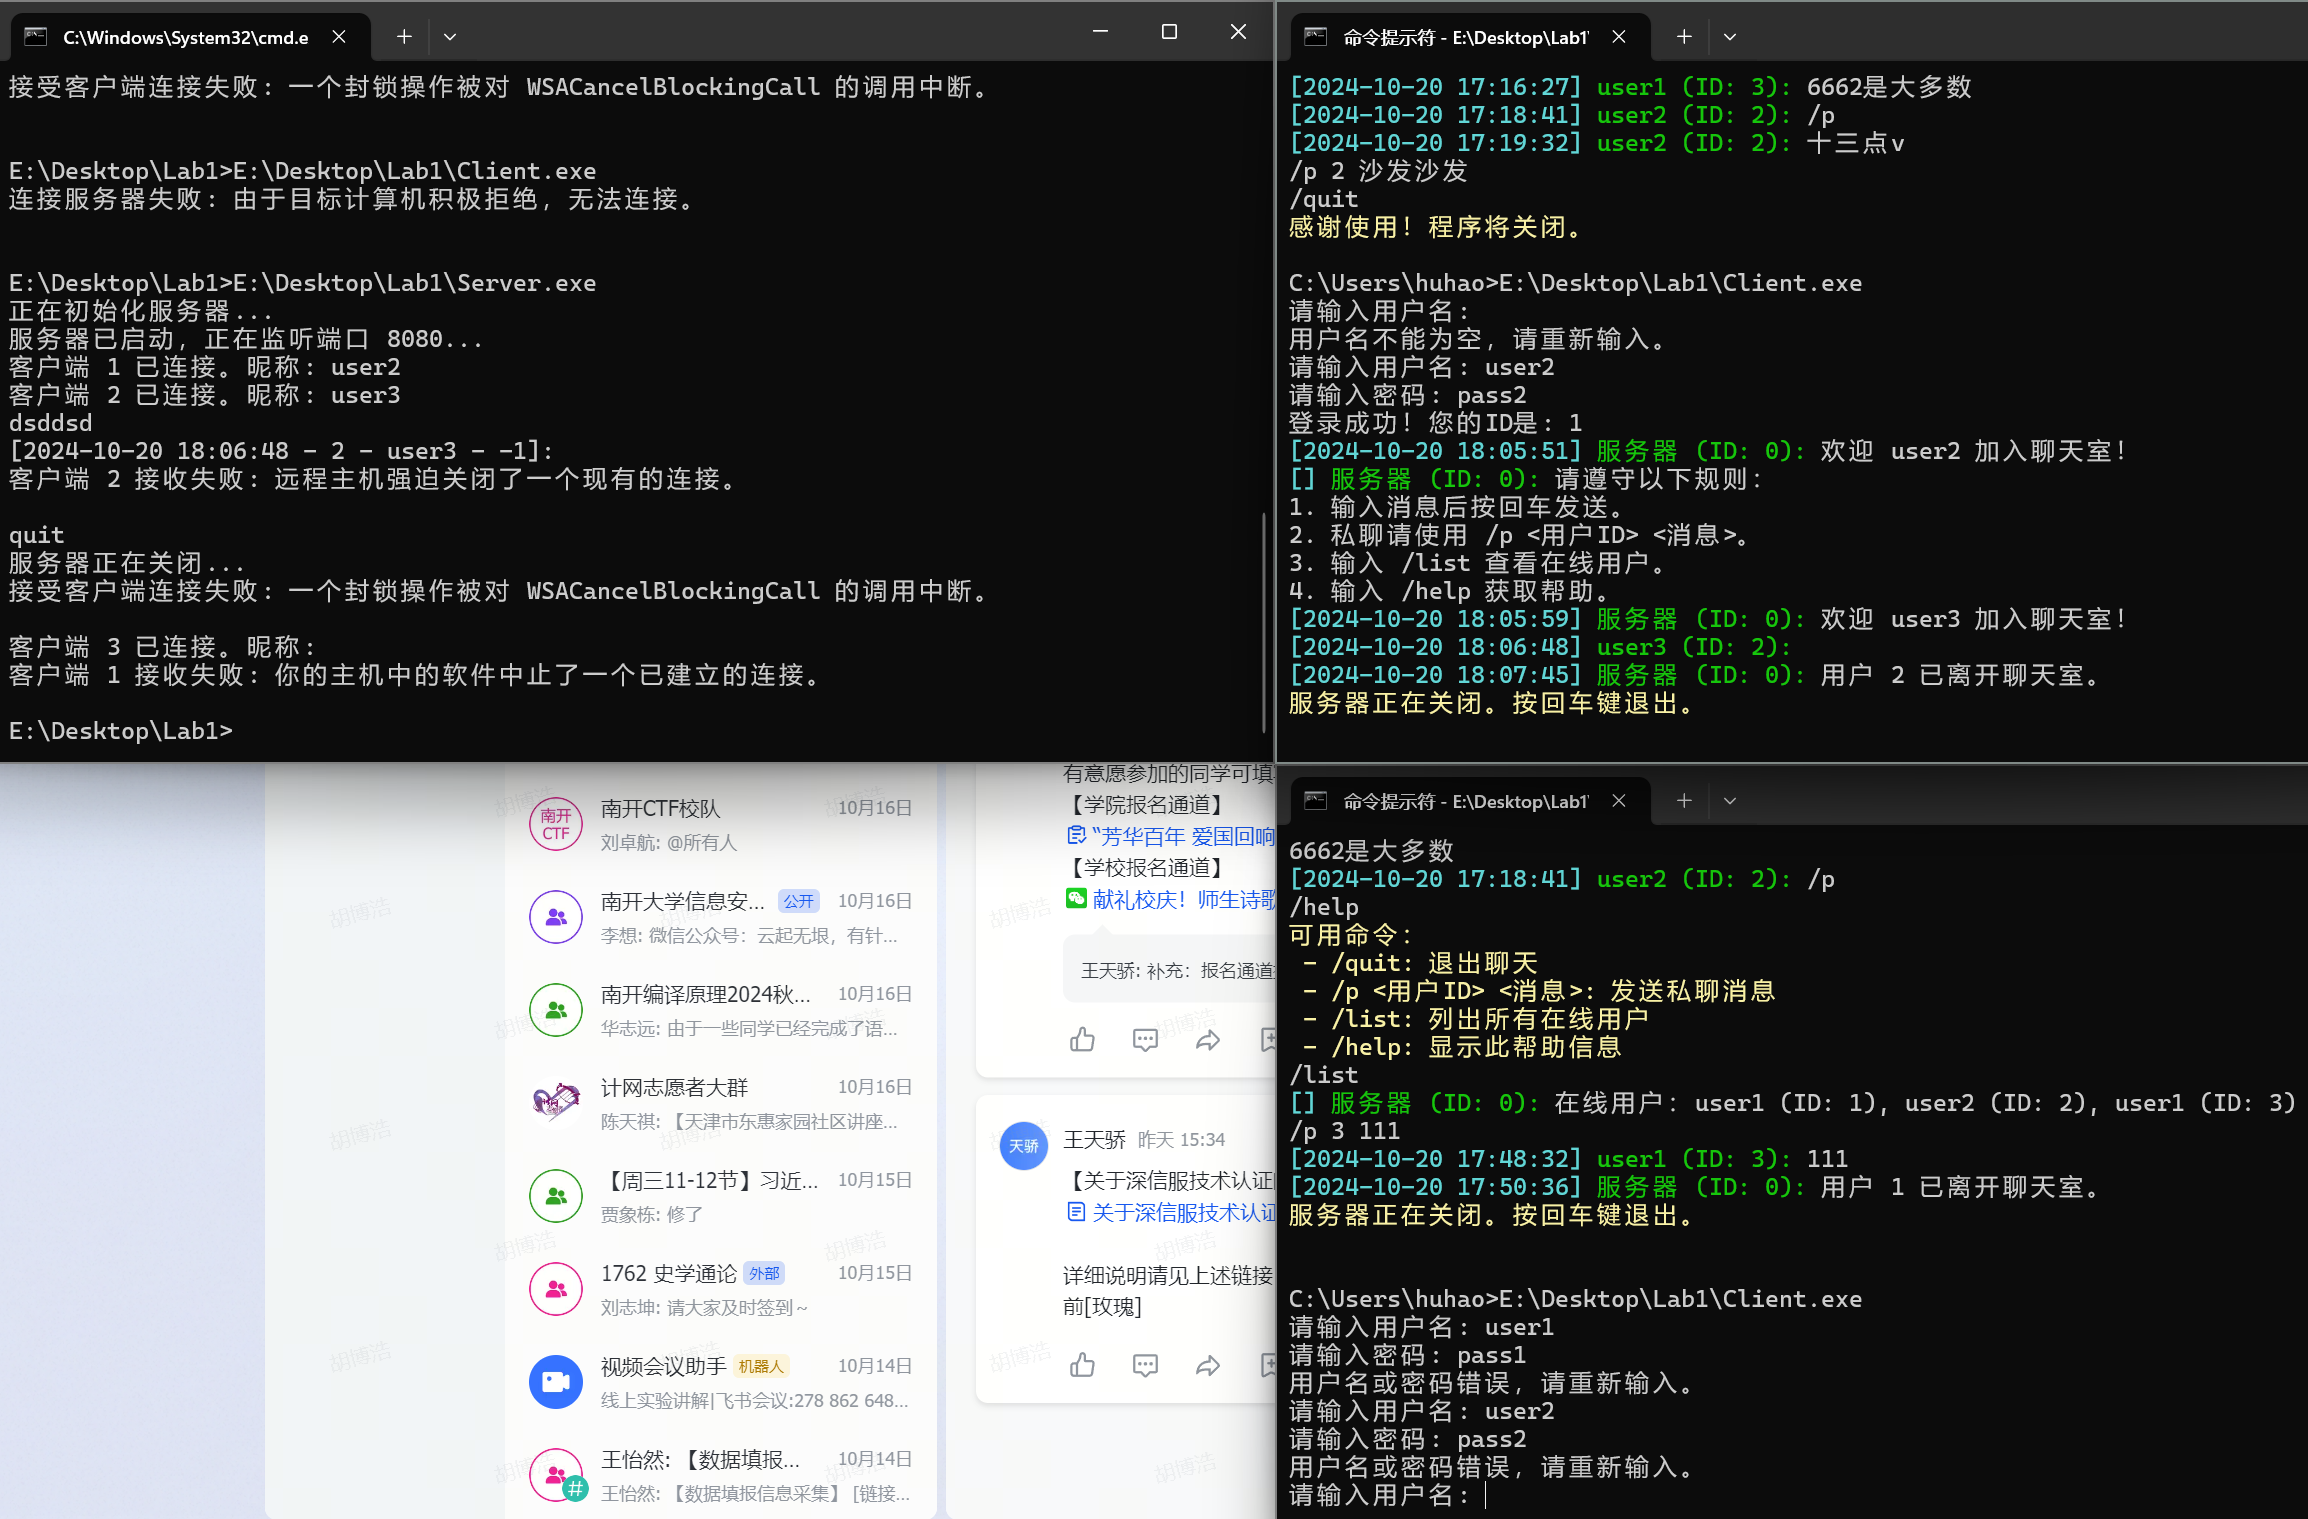 C:\Windows\System32\cmd.e
接受客户端连接失败: 一个封锁操作被对 WSACancelBlockingCall 的调用中断。
E:\Desktop\Lab1>E:\Desktop\Lab1\Client.exe
连接服务器失败: 由于目标计算机积极拒绝，无法连接。
E:\Desktop\Lab1>E:\Desktop\Lab1\Server.exe
正在初始化服务器...
服务器已启动，正在监听端口 8080...
客户端 1 已连接。昵称: user2
客户端 2 已连接。昵称: user3
dsddsd
[2024-10-20 18:06:48 - 2 - user3 - -1]:
客户端 2 接收失败: 远程主机强迫关闭了一个现有的连接。
quit
服务器正在关闭...
接受客户端连接失败: 一个封锁操作被对 WSACancelBlockingCall 的调用中断。
客户端 3 已连接。昵称:
客户端 1 接收失败: 你的主机中的软件中止了一个已建立的连接。
E:\Desktop\Lab1>
命令提示符 - E:\Desktop\Lab1\
[2024-10-20 17:16:27] user1 (ID: 3): 6662是大多数
[2024-10-20 17:18:41] user2 (ID: 2): /p
[2024-10-20 17:19:32] user2 (ID: 2): 十三点v
/p 2 沙发沙发
/quit
感谢使用！程序将关闭。
C:\Users\huhao>E:\Desktop\Lab1\Client.exe
请输入用户名:
用户名不能为空，请重新输入。
请输入用户名: user2
请输入密码: pass2
登录成功！您的ID是: 1
[2024-10-20 18:05:51] 服务器 (ID: 0): 欢迎 user2 加入聊天室！
[] 服务器 (ID: 0): 请遵守以下规则:
1. 输入消息后按回车发送。
2. 私聊请使用 /p <用户ID> <消息>。
3. 输入 /list 查看在线用户。
4. 输入 /help 获取帮助。
[2024-10-20 18:05:59] 服务器 (ID: 0): 欢迎 user3 加入聊天室！
[2024-10-20 18:06:48] user3 (ID: 2):
[2024-10-20 18:07:45] 服务器 (ID: 0): 用户 2 已离开聊天室。
服务器正在关闭。按回车键退出。
命令提示符 - E:\Desktop\Lab1\
6662是大多数
[2024-10-20 17:18:41] user2 (ID: 2): /p
/help
可用命令:
- /quit: 退出聊天
- /p <用户ID> <消息>: 发送私聊消息
- /list: 列出所有在线用户
- /help: 显示此帮助信息
/list
[] 服务器 (ID: 0): 在线用户: user1 (ID: 1), user2 (ID: 2), user1 (ID: 3)
/p 3 111
[2024-10-20 17:48:32] user1 (ID: 3): 111
[2024-10-20 17:50:36] 服务器 (ID: 0): 用户 1 已离开聊天室。
服务器正在关闭。按回车键退出。
C:\Users\huhao>E:\Desktop\Lab1\Client.exe
请输入用户名: user1
请输入密码: pass1
用户名或密码错误，请重新输入。
请输入用户名: user2
请输入密码: pass2
用户名或密码错误，请重新输入。
请输入用户名:
南开CTF
南开CTF校队 10月16日
刘卓航: @所有人
南开大学信息安... 公开 10月16日
李想: 微信公众号：云起无垠，有针...
南开编译原理2024秋... 10月16日
华志远: 由于一些同学已经完成了语...
计网志愿者大群 10月16日
陈天祺: 【天津市东惠家园社区讲座...
【周三11-12节】习近... 10月15日
贾象栋: 修了
1762 史学通论 外部 10月15日
刘志坤: 请大家及时签到～
视频会议助手 机器人 10月14日
线上实验讲解|飞书会议:278 862 648...
王怡然: 【数据填报... 10月14日
王怡然: 【数据填报信息采集】 [链接...
有意愿参加的同学可填
【学院报名通道】
“芳华百年 爱国回响
【学校报名通道】
献礼校庆！师生诗歌
王天骄: 补充：报名通道
天骄
王天骄 昨天 15:34
【关于深信服技术认证
关于深信服技术认证
详细说明请见上述链接
前[玫瑰]
胡博浩